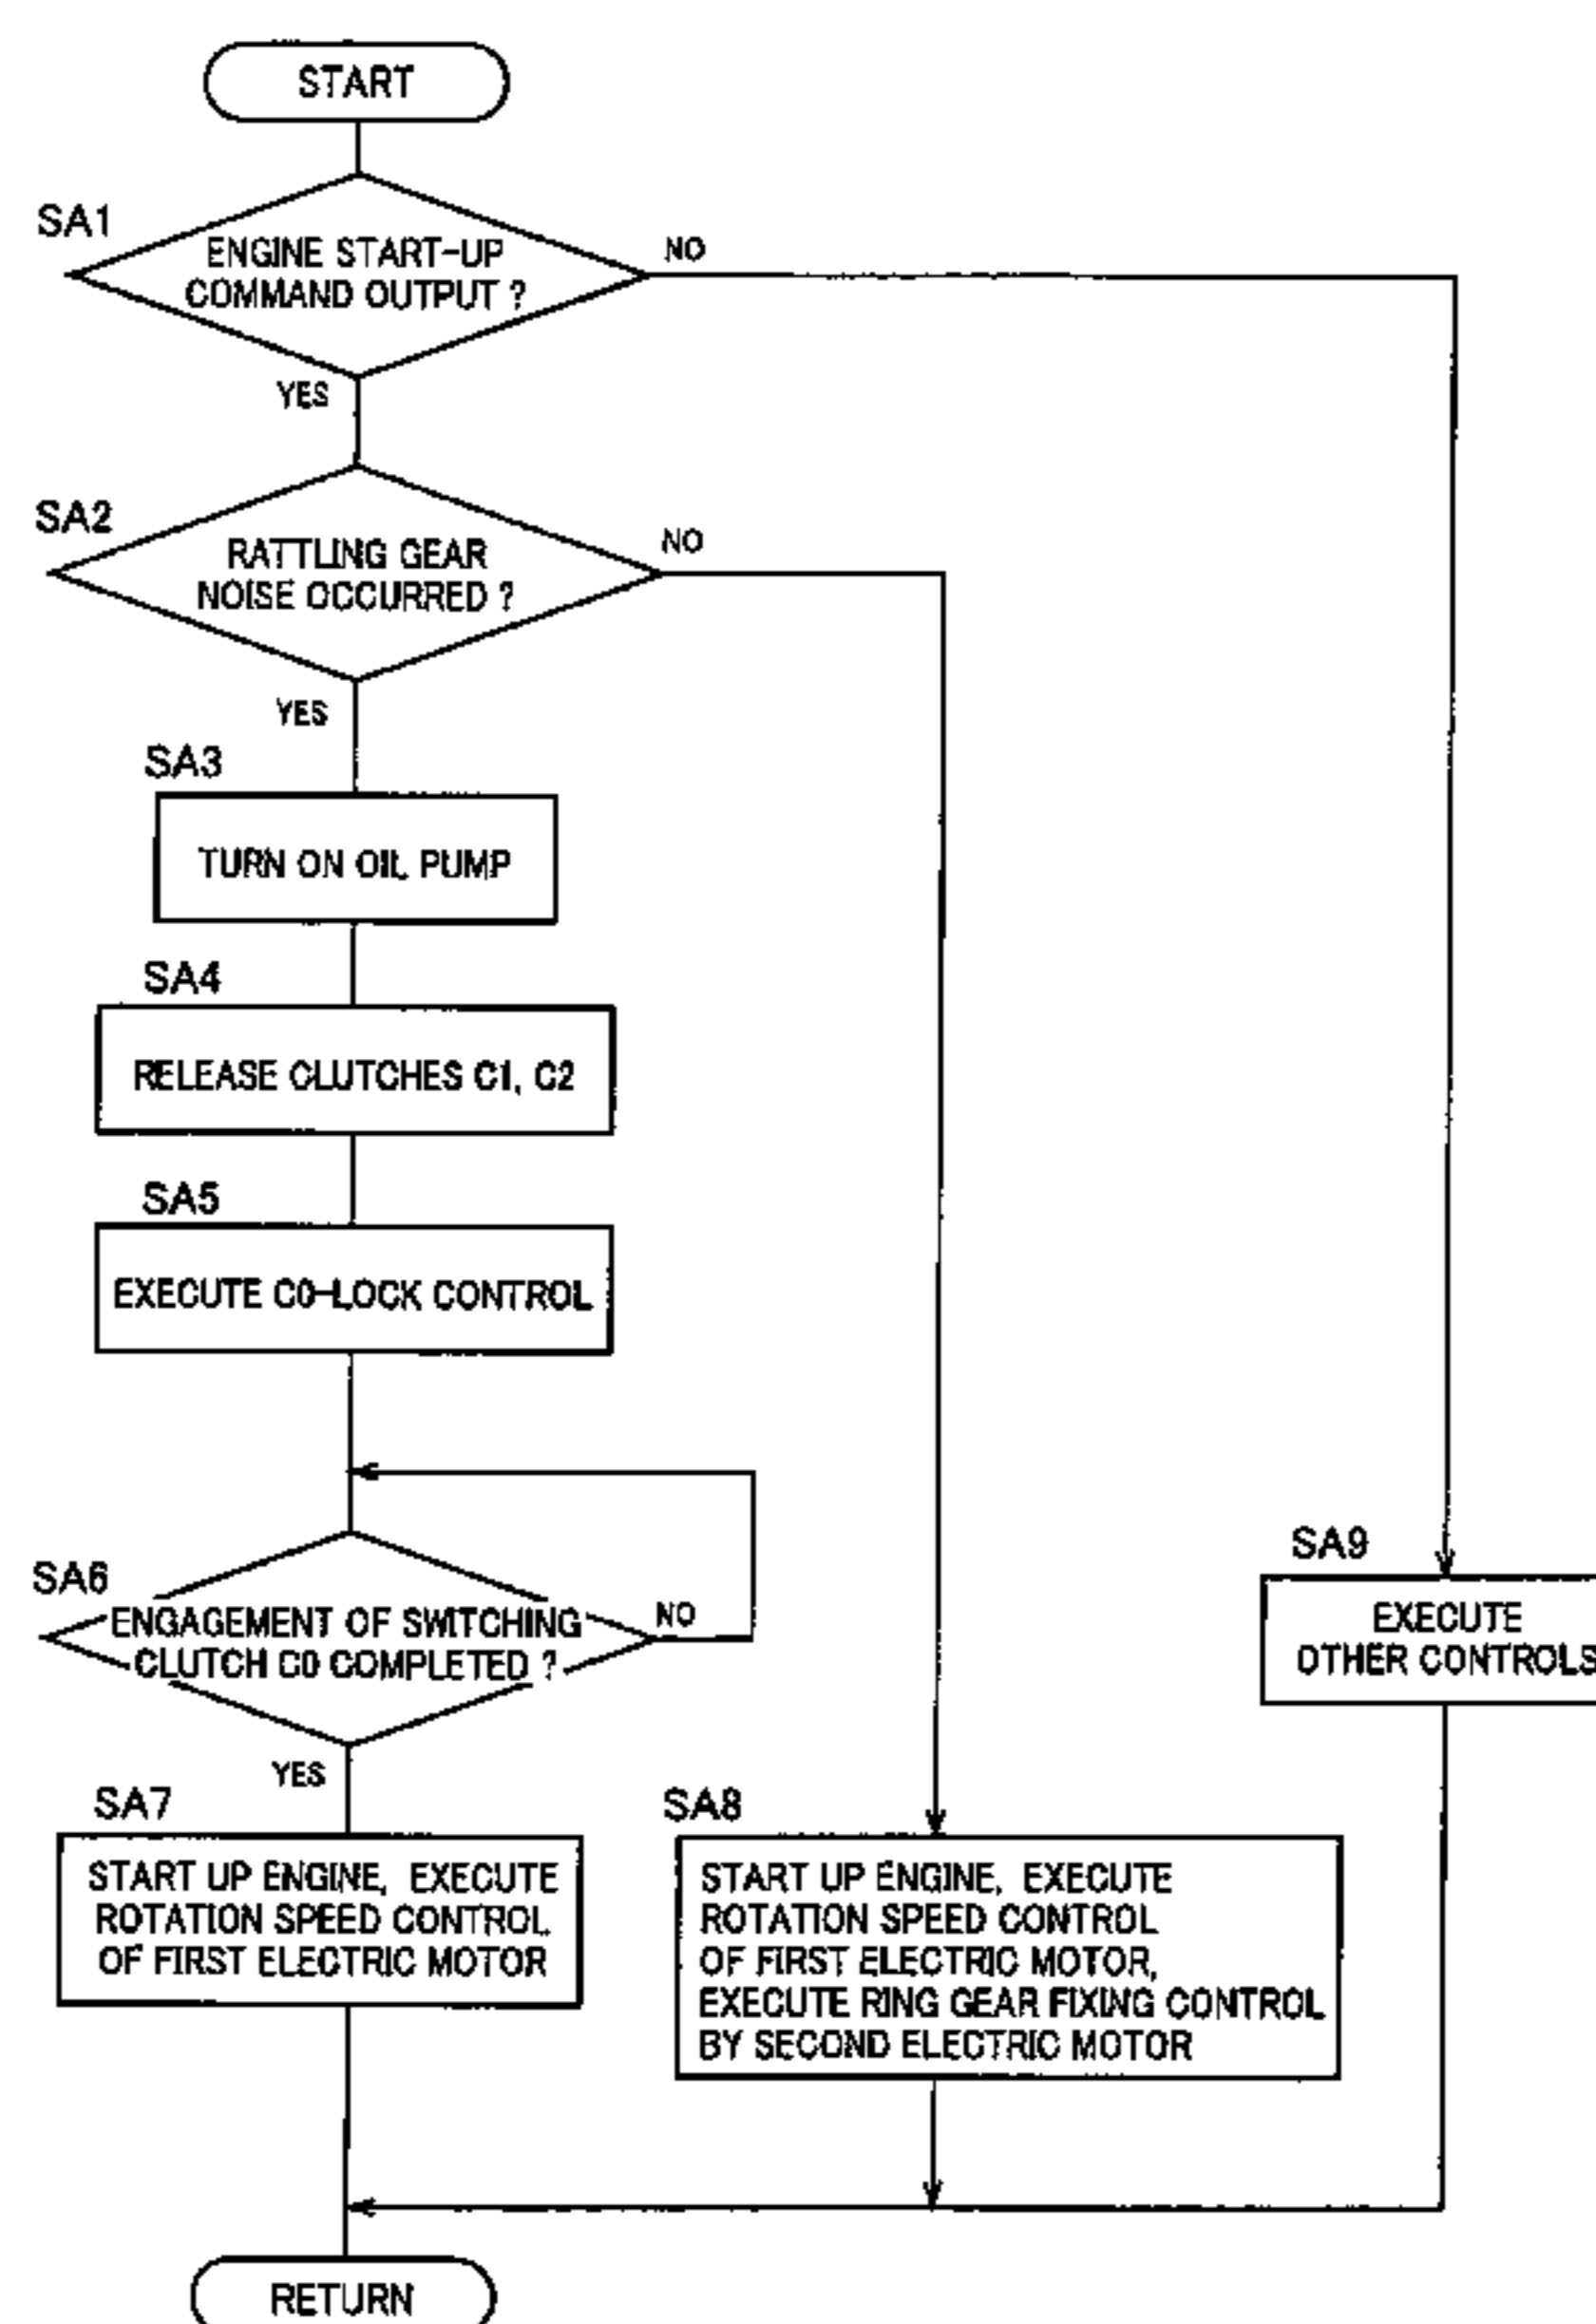 START
SA1
ENGINE START-UP
COMMAND OUTPUT ?
NO
YES
SA2
RATTLING GEAR
NOISE OCCURRED ?
NO
YES
SA3
TURN ON OIL PUMP
SA4
RELEASE CLUTCHES C1, C2
SA5
EXECUTE C0-LOCK CONTROL
SA6
ENGAGEMENT OF SWITCHING
CLUTCH C0 COMPLETED ?
NO
YES
SA9
EXECUTE
OTHER CONTROLS
SA7
START UP ENGINE, EXECUTE
ROTATION SPEED CONTROL
OF FIRST ELECTRIC MOTOR
SA8
START UP ENGINE, EXECUTE
ROTATION SPEED CONTROL
OF FIRST ELECTRIC MOTOR,
EXECUTE RING GEAR FIXING CONTROL
BY SECOND ELECTRIC MOTOR
RETURN